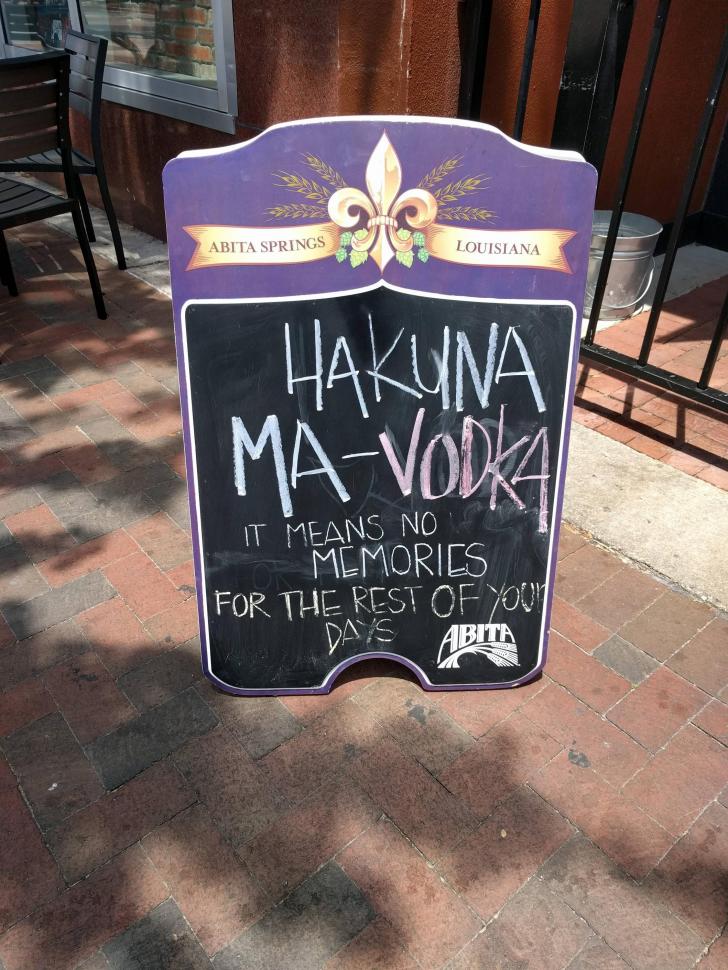 ABITA SPRINGS LOUISIANA
HAKUNA
MA-VODKA
IT MEANS NO
MEMORIES
FOR THE REST OF YOUR
DAYS
ABITA